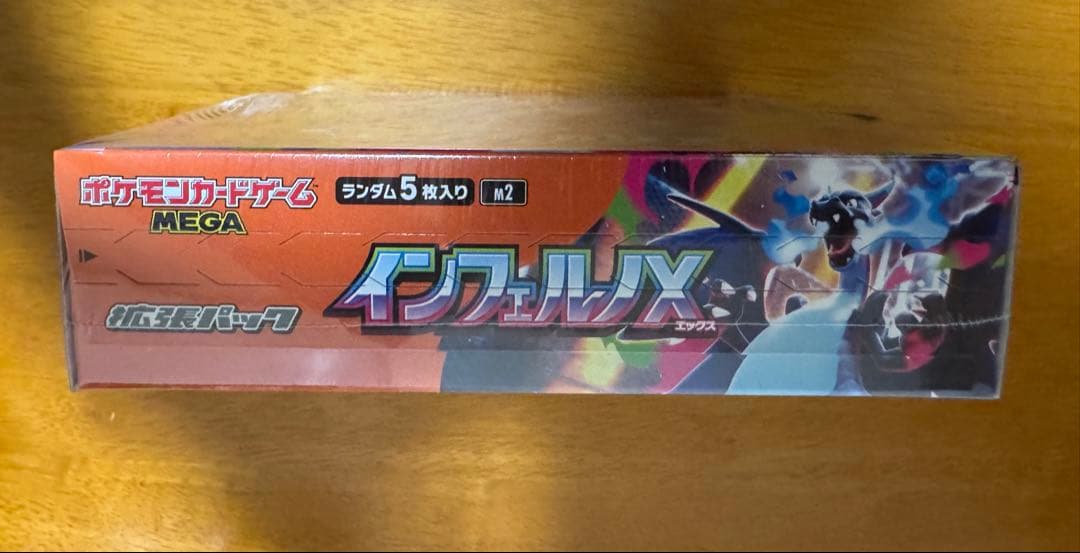 ポケモンカードゲーム
MEGA
ランダム5枚入り M2
インフェルノX
エックス
拡張パック